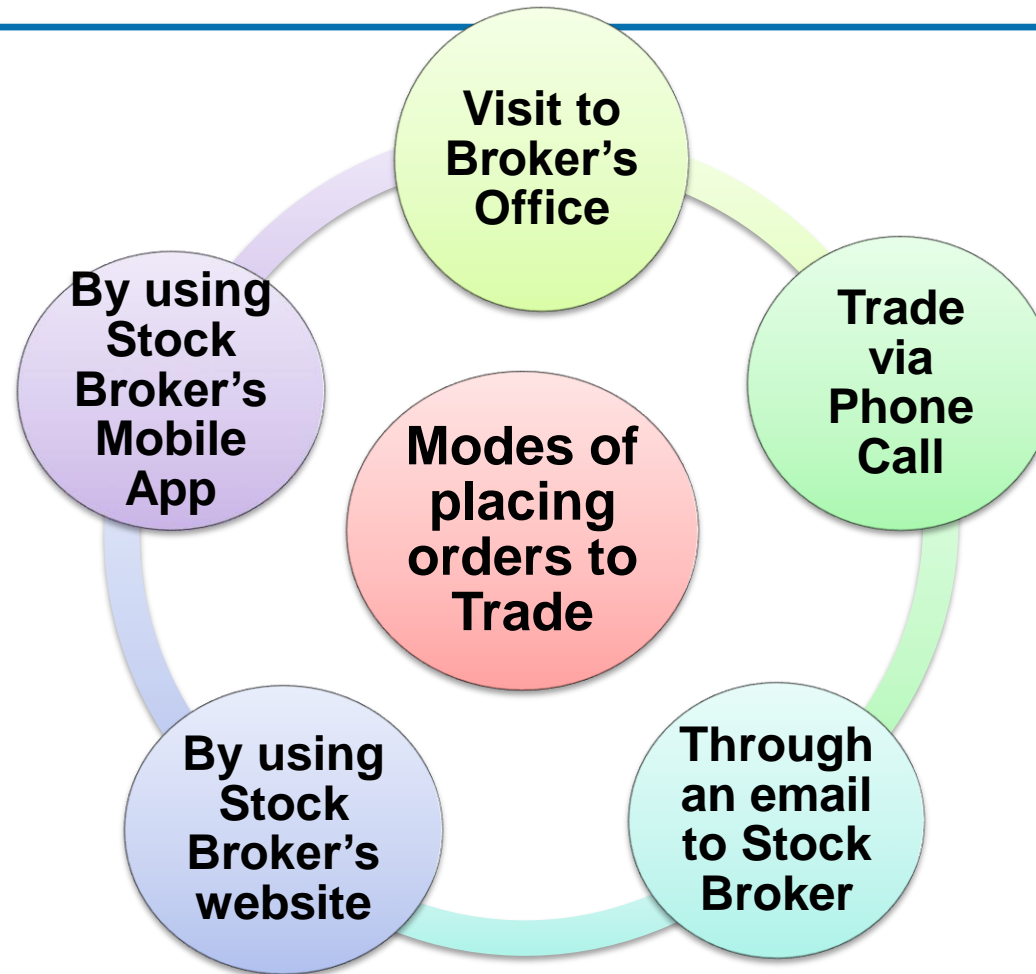 Visit to
Broker’s
Office
Trade
via
Phone
Call
Through
an email
to Stock
Broker
By using
Stock
Broker’s
website
By using
Stock
Broker’s
Mobile
App
Modes of
placing
orders to
Trade